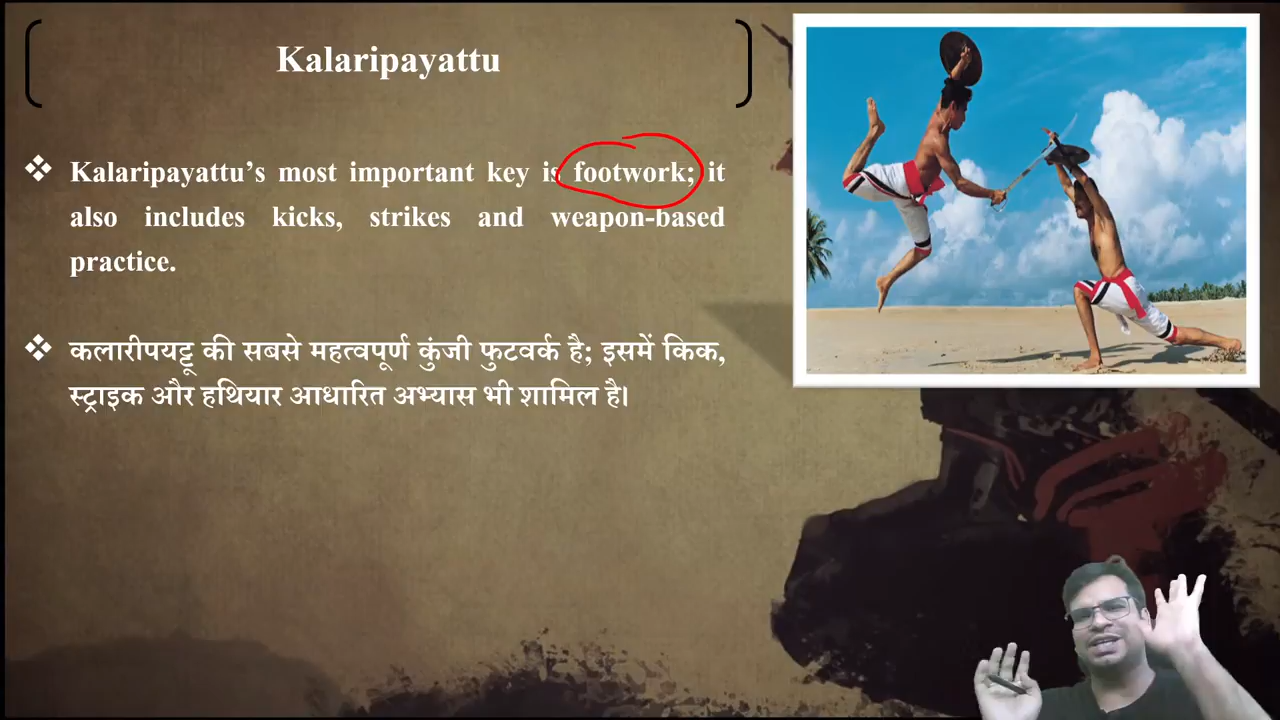 Kalaripayattu
Kalaripayattu's most important key is footwork; it
also includes kicks, strikes and weapon-based
practice.
कलारीपयट्टू की सबसे महत्वपूर्ण कुंजी फुटवर्क है; इसमें किक,
स्ट्राइक और हथियार आधारित अभ्यास भी शामिल है।